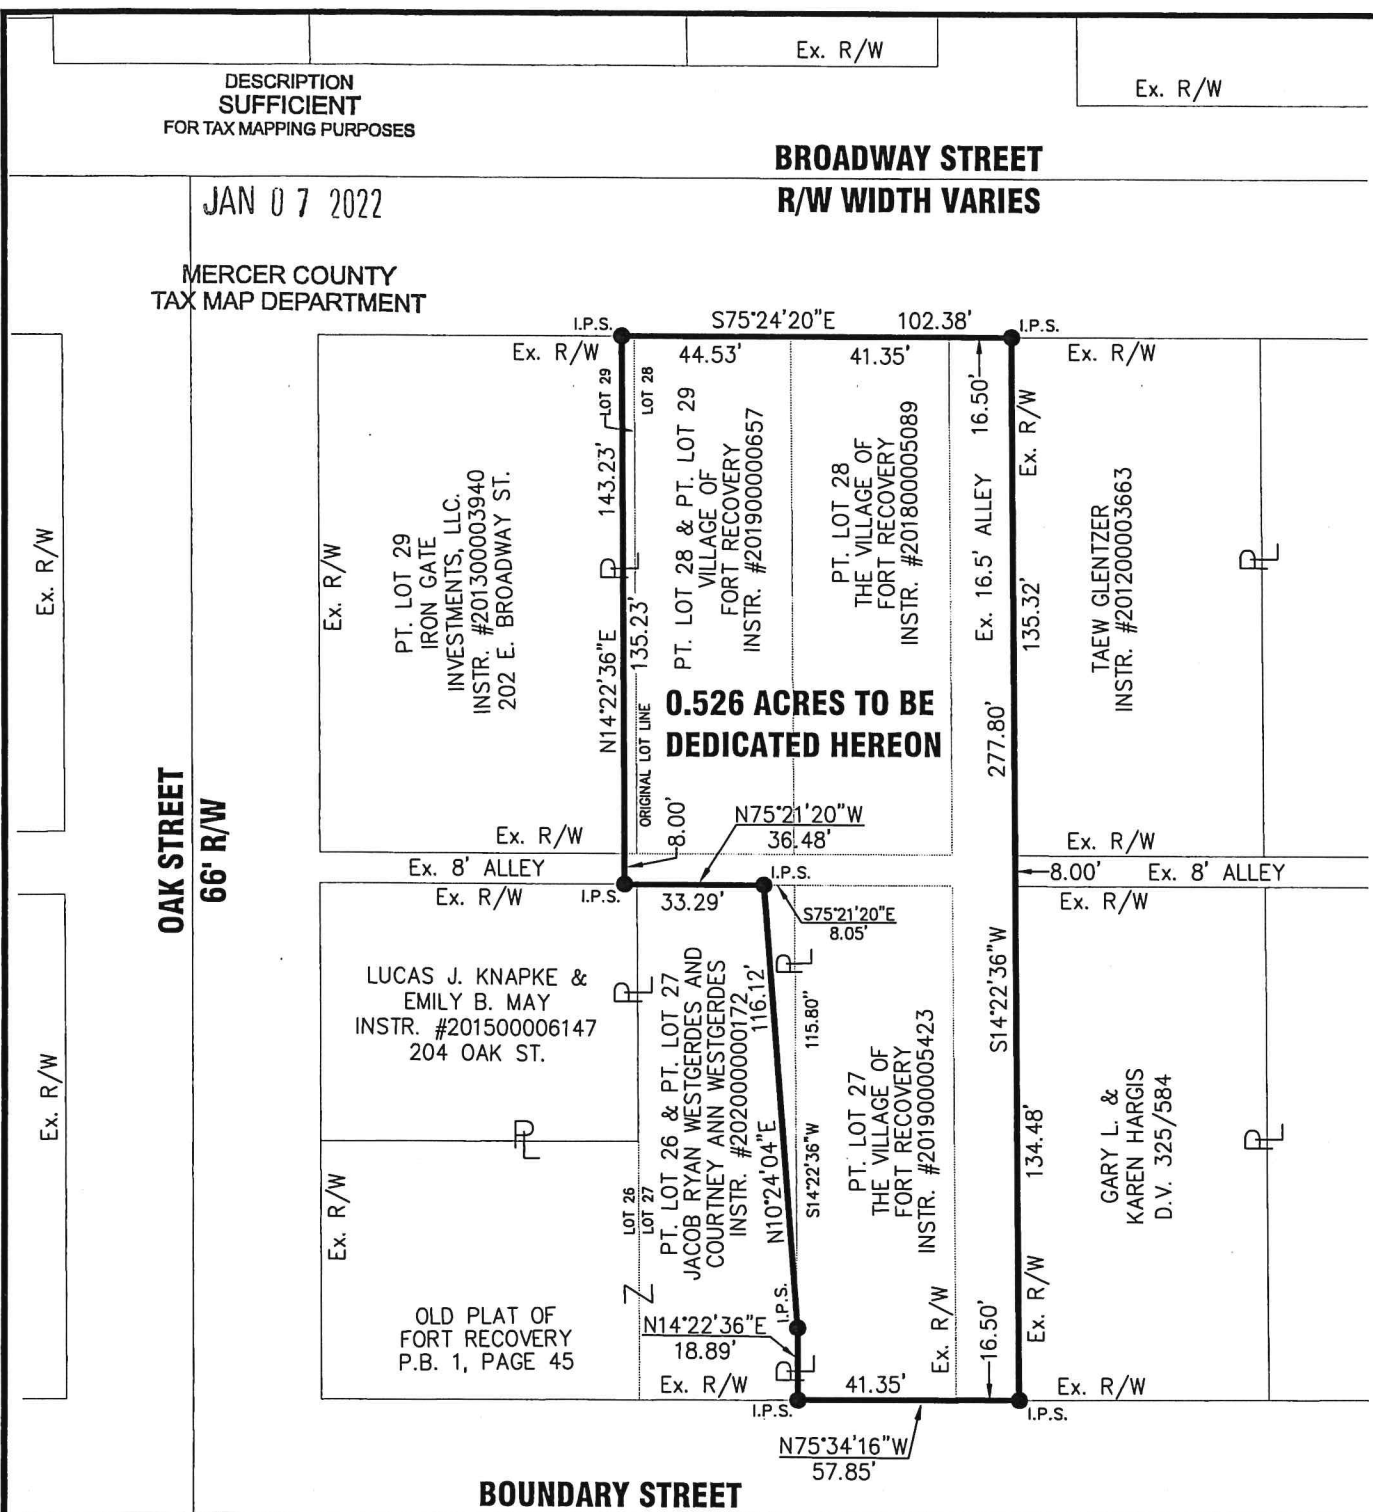 Ex. R/W
Ex. R/W
DESCRIPTION
SUFFICIENT
FOR TAX MAPPING PURPOSES
BROADWAY STREET
R/W WIDTH VARIES
JAN 07 2022
MERCER COUNTY
TAX MAP DEPARTMENT
I.P.S.
S75°24'20"E
102.38'
I.P.S.
Ex. R/W
44.53'
41.35'
16.50'
Ex. R/W
Ex. R/W
LOT 29
LOT 28
143.23'
135.23'
N14°22'36"E
PL
ORIGINAL LOT LINE
8.00'
Ex. R/W
Ex. R/W
PT. LOT 29
IRON GATE
INVESTMENTS, LLC.
INSTR. #201300003940
202 E. BROADWAY ST.
PT. LOT 28 & PT. LOT 29
VILLAGE OF
FORT RECOVERY
INSTR. #201900000657
PT. LOT 28
THE VILLAGE OF
FORT RECOVERY
INSTR. #201800005089
Ex. 16.5' ALLEY
135.32'
277.80'
TAEW GLENTZER
INSTR. #201200003663
PL
0.526 ACRES TO BE
DEDICATED HEREON
OAK STREET
66' R/W
N75°21'20"W
36.48'
Ex. R/W
Ex. R/W
Ex. 8' ALLEY
8.00'
Ex. 8' ALLEY
Ex. R/W
I.P.S.
33.29'
I.P.S.
S75°21'20"E
8.05'
Ex. R/W
LUCAS J. KNAPKE &
EMILY B. MAY
INSTR. #201500006147
204 OAK ST.
PL
PL
PT. LOT 26 & PT. LOT 27
JACOB RYAN WESTGERDES AND
COURTNEY ANN WESTGERDES
INSTR. #202000000172
116.12'
N10°24'04"E
PL
115.80"
S14°22'36"W
PT. LOT 27
THE VILLAGE OF
FORT RECOVERY
INSTR. #201900005423
S14°22'36"W
134.48'
GARY L. &
KAREN HARGIS
D.V. 325/584
PL
Ex. R/W
Ex. R/W
LOT 26
LOT 27
Z
OLD PLAT OF
FORT RECOVERY
P.B. 1, PAGE 45
I.P.S.
N14°22'36"E
18.89'
PL
Ex. R/W
16.50'
Ex. R/W
Ex. R/W
41.35'
Ex. R/W
I.P.S.
I.P.S.
N75°34'16"W
57.85'
BOUNDARY STREET